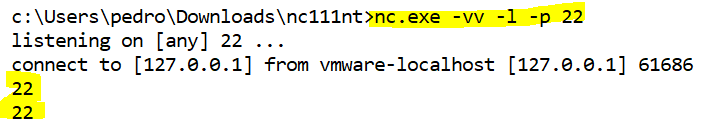 c:\Users\pedro\Downloads\nc111nt>nc.exe -vv -l -p 22
listening on [any] 22 ...
connect to [127.0.0.1] from vmware-localhost [127.0.0.1] 61686
22
22